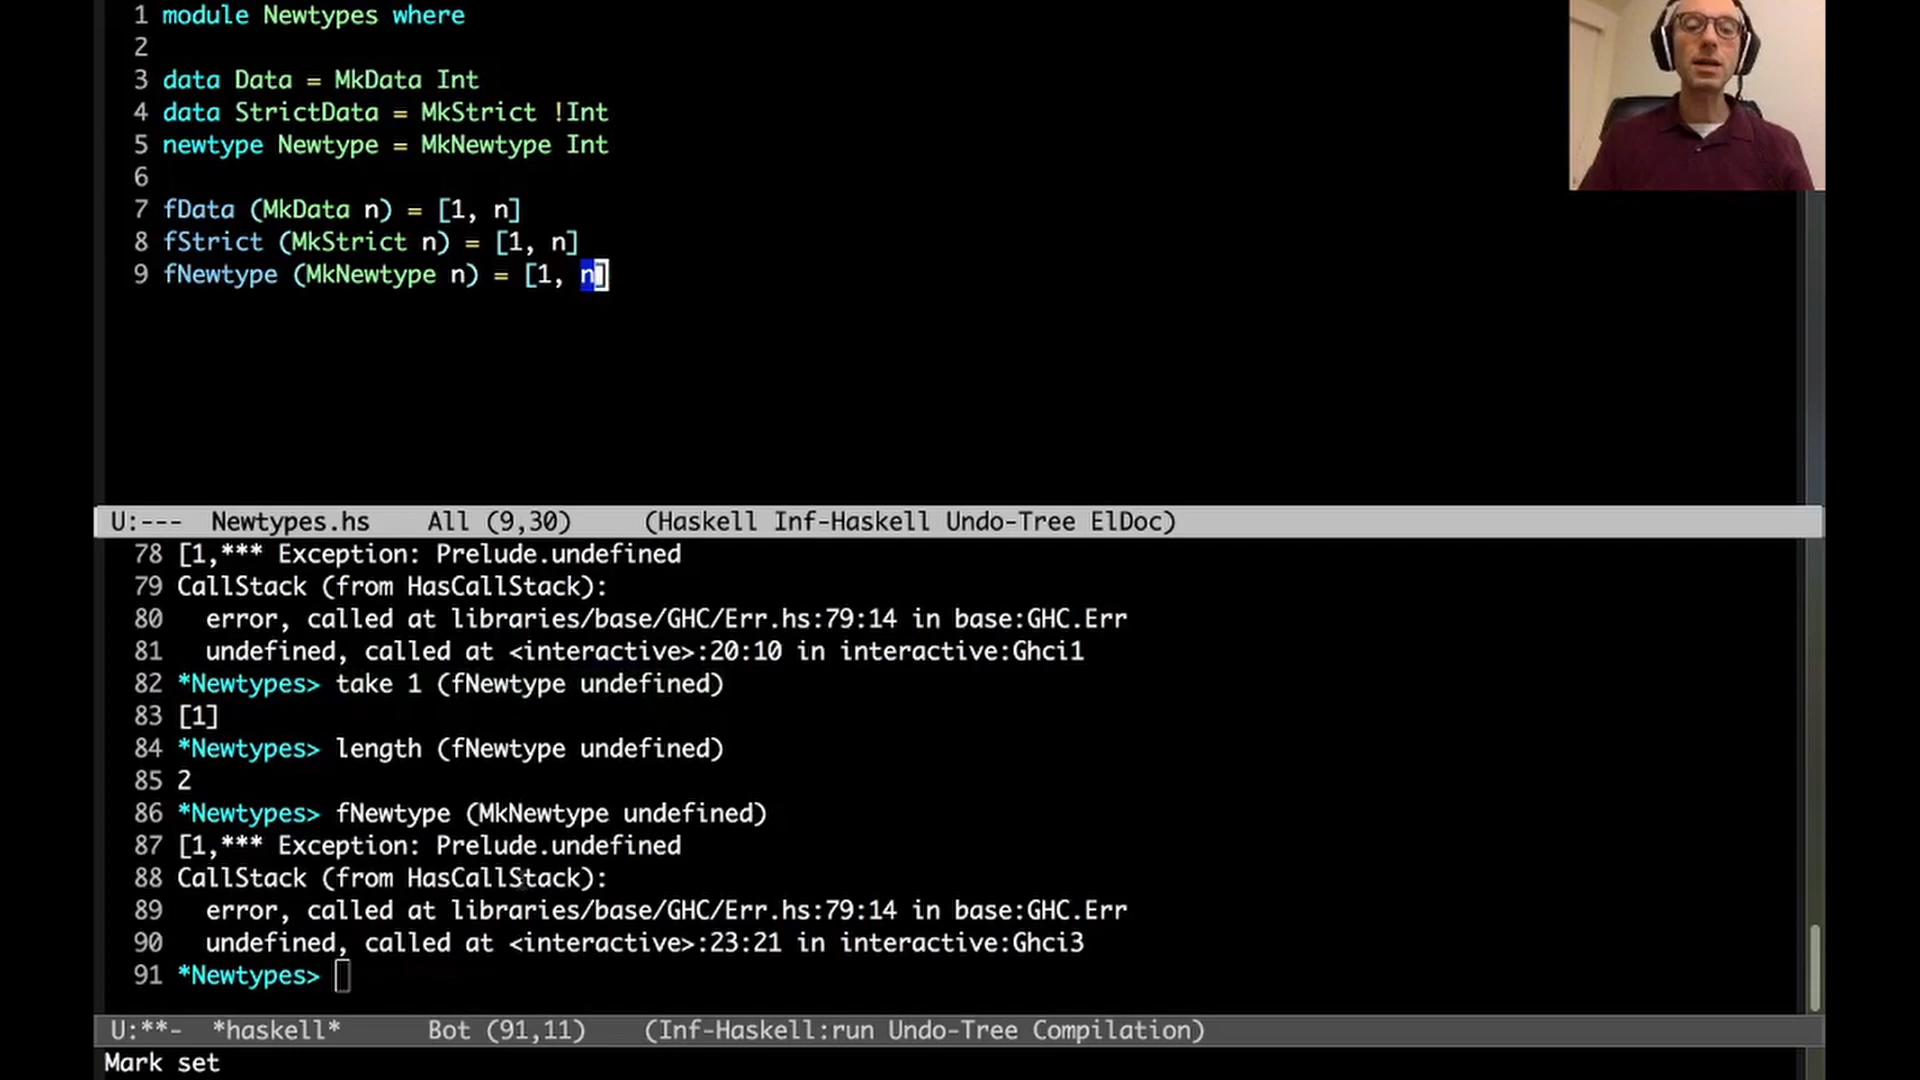 1 module Newtypes where
2
3 data Data = MkData Int
4 data StrictData = MkStrict !Int
5 newtype Newtype = MkNewtype Int
6
7 fData (MkData n) = [1, n]
8 fStrict (MkStrict n) = [1, n]
9 fNewtype (MkNewtype n) = [1, n]
U:--- Newtypes.hs All (9,30) (Haskell Inf-Haskell Undo-Tree ElDoc)
78 [1,*** Exception: Prelude.undefined
79 CallStack (from HasCallStack):
80 error, called at libraries/base/GHC/Err.hs:79:14 in base:GHC.Err
81 undefined, called at <interactive>:20:10 in interactive:Ghci1
82 *Newtypes> take 1 (fNewtype undefined)
83 [1]
84 *Newtypes> length (fNewtype undefined)
85 2
86 *Newtypes> fNewtype (MkNewtype undefined)
87 [1,*** Exception: Prelude.undefined
88 CallStack (from HasCallStack):
89 error, called at libraries/base/GHC/Err.hs:79:14 in base:GHC.Err
90 undefined, called at <interactive>:23:21 in interactive:Ghci3
91 *Newtypes>
U:**- *haskell* Bot (91,11) (Inf-Haskell:run Undo-Tree Compilation)
Mark set